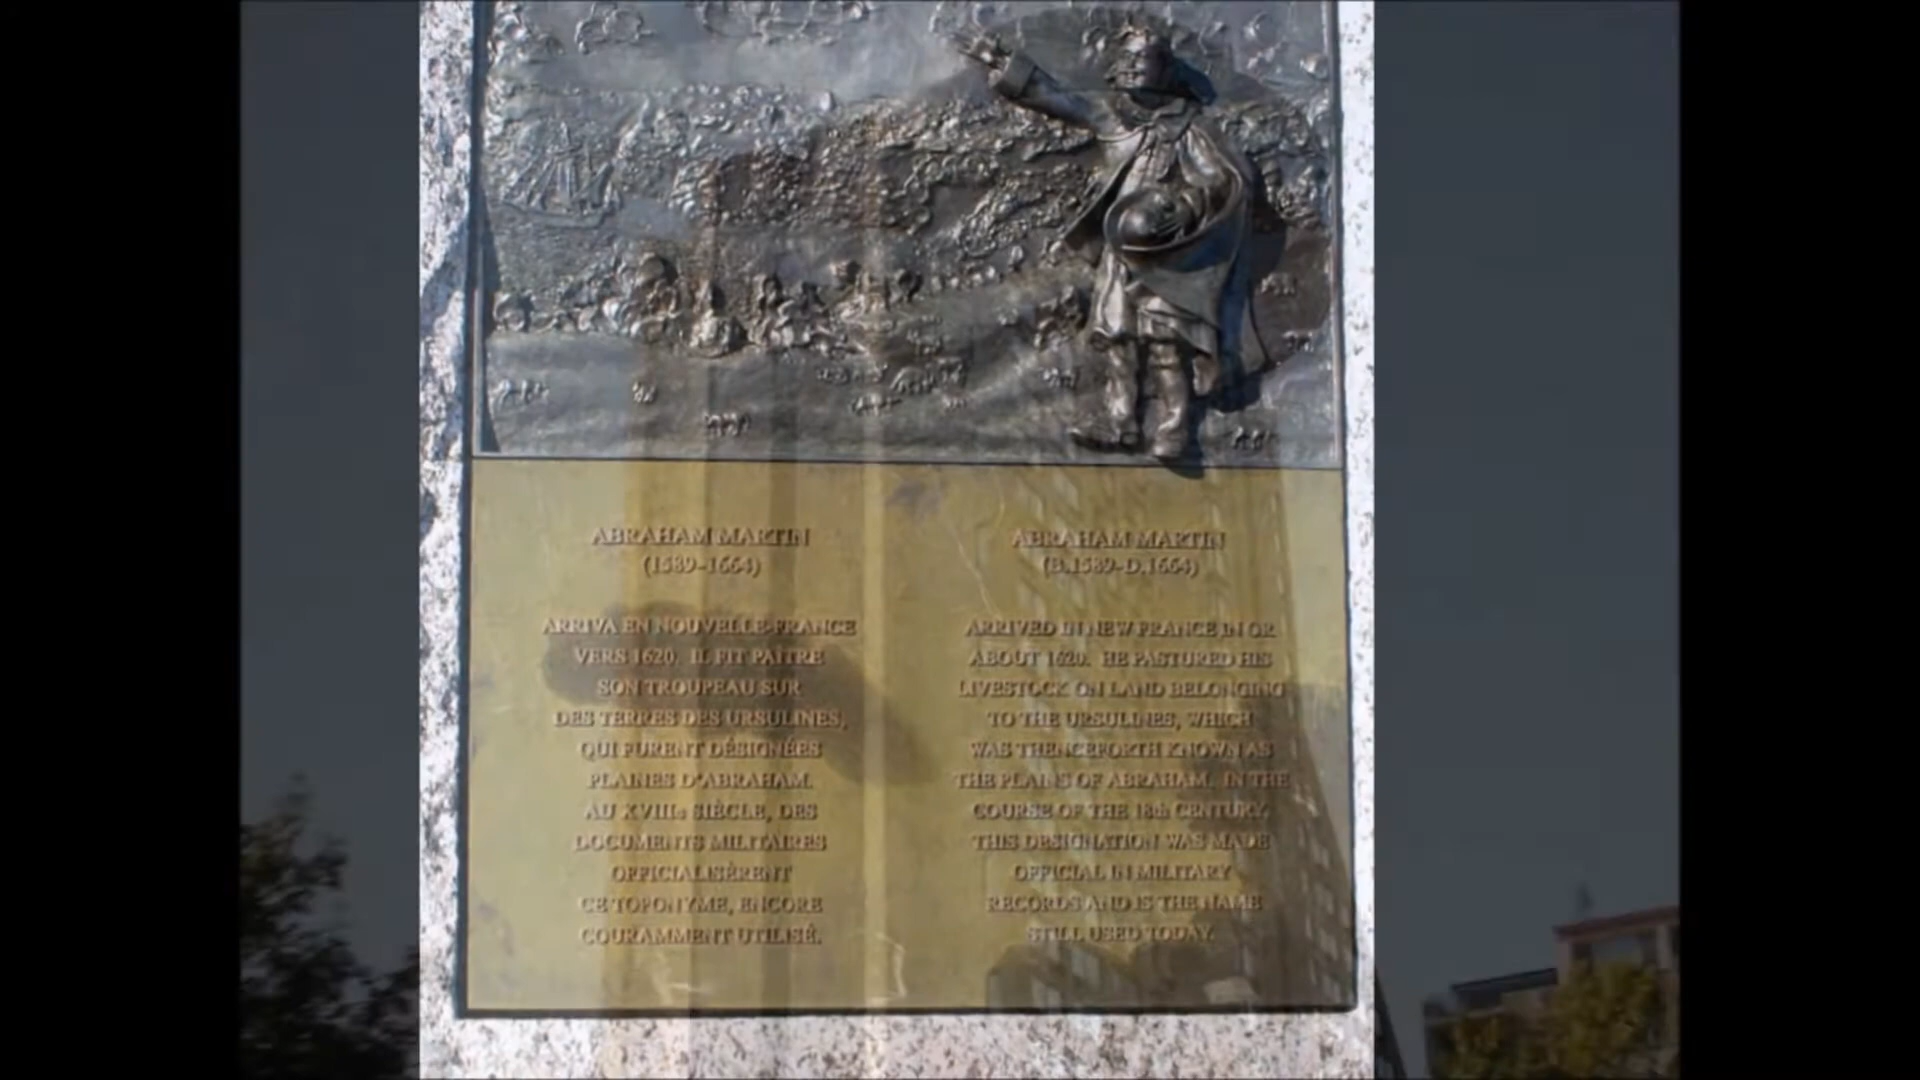 ABRAHAM MARTIN
(1589-1664)
ARRIVA EN NOUVELLE-FRANCE
VERS 1620. IL FIT PAÎTRE
SON TROUPEAU SUR
DES TERRES DES URSULINES,
QUI FURENT DÉSIGNÉES
PLAINES D'ABRAHAM.
AU XVIIIe SIÈCLE, DES
DOCUMENTS MILITAIRES
OFFICIALISÈRENT
CE TOPONYME, ENCORE
COURAMMENT UTILISÉ.
ABRAHAM MARTIN
(B.1589-D.1664)
ARRIVED IN NEW FRANCE IN OR
ABOUT 1620. HE PASTURED HIS
LIVESTOCK ON LAND BELONGING
TO THE URSULINES, WHICH
WAS THENCEFORTH KNOWN AS
THE PLAINS OF ABRAHAM. IN THE
COURSE OF THE 18th CENTURY,
THIS DESIGNATION WAS MADE
OFFICIAL IN MILITARY
RECORDS AND IS THE NAME
STILL USED TODAY.